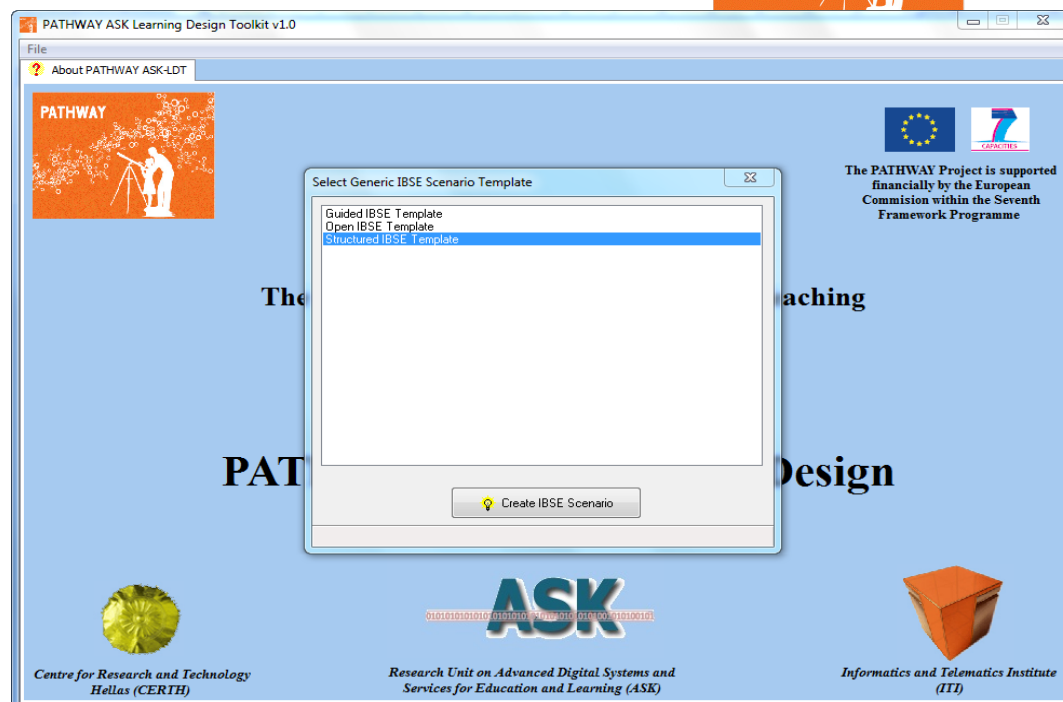 PATHWAY ASK Learning Design Toolkit v1.0
File
? About PATHWAY ASK-LDT
PATHWAY
CAPACITIES
The PATHWAY Project is supported
financially by the European
Commision within the Seventh
Framework Programme
Select Generic IBSE Scenario Template
Guided IBSE Template
Open IBSE Template
Structured IBSE Template
The
aching
PAT
Design
Create IBSE Scenario
ASK
Centre for Research and Technology
Hellas (CERTH)
Research Unit on Advanced Digital Systems and
Services for Education and Learning (ASK)
Informatics and Telematics Institute
(ITI)